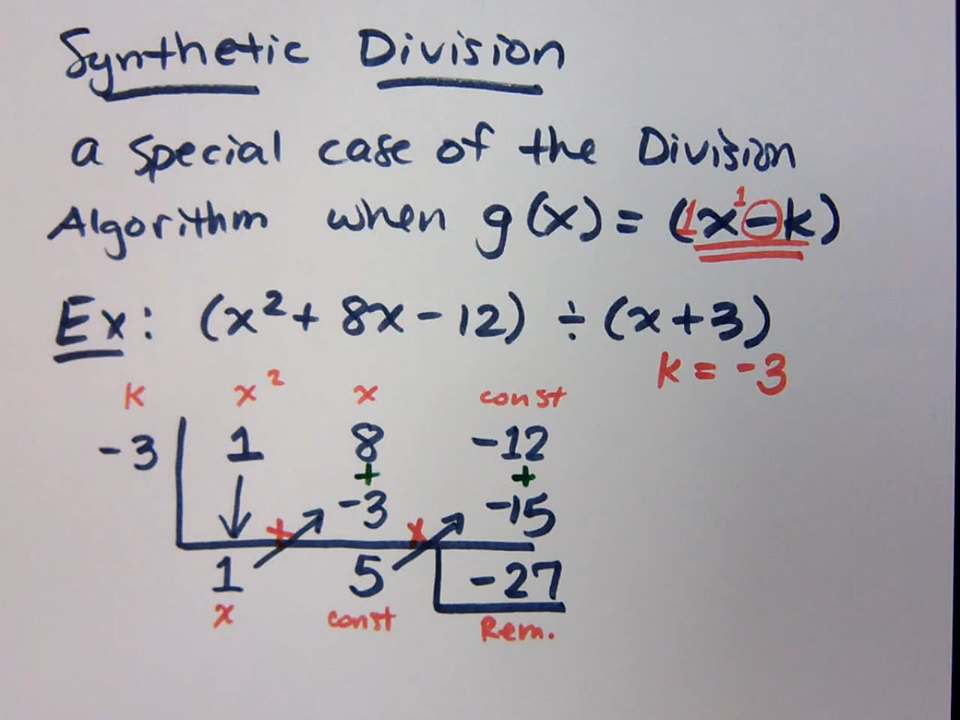 Synthetic Division
a special case of the Division
Algorithm when g(x) = (1x¹-k)
Ex: (x²+ 8x-12) ÷ (x+3)
k = -3
k x² x const
-3 1 8 -12
+ +
-3 -15
x x
1 5 -27
x const Rem.